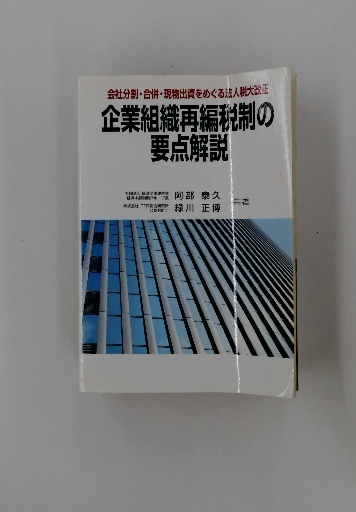 会社分割・合併・現物出資をめぐる法人税大改正
企業組織再編税制の
要点解説
阿部 泰久
緑川 正博
共著